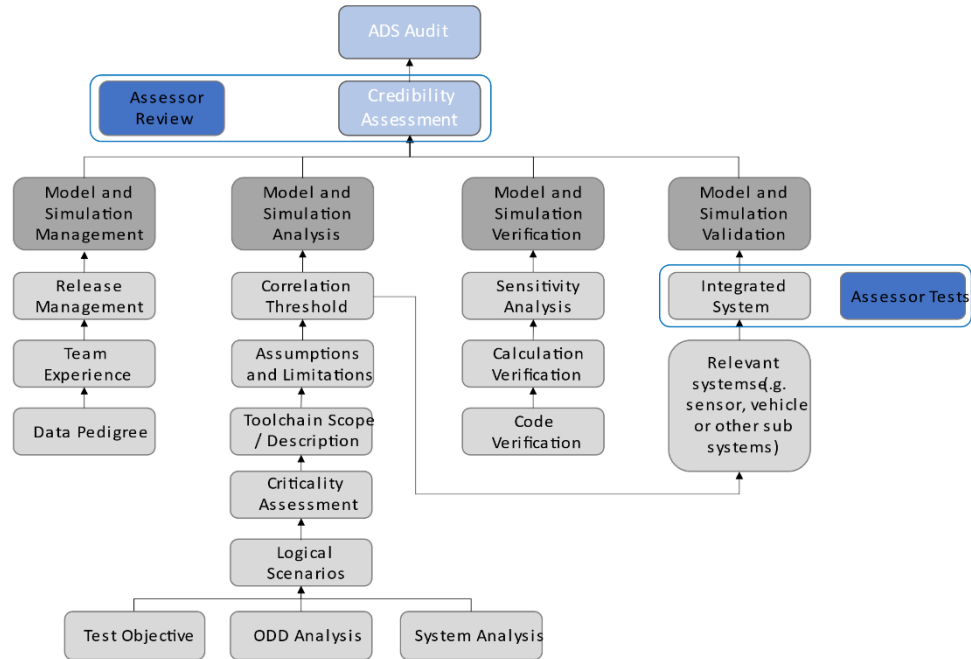 ADS Audit
Assessor
Review
Credibility
Assessment
Model and
Simulation
Management
Model and
Simulation
Analysis
Model and
Simulation
Verification
Model and
Simulation
Validation
Release
Management
Correlation
Threshold
Sensitivity
Analysis
Integrated
System
Assessor Tests
Team
Experience
Assumptions
and Limitations
Calculation
Verification
Relevant
systemse(.g.
sensor, vehicle
or other sub
systems)
Data Pedigree
Toolchain Scope
/ Description
Code
Verification
Criticality
Assessment
Logical
Scenarios
Test Objective
ODD Analysis
System Analysis